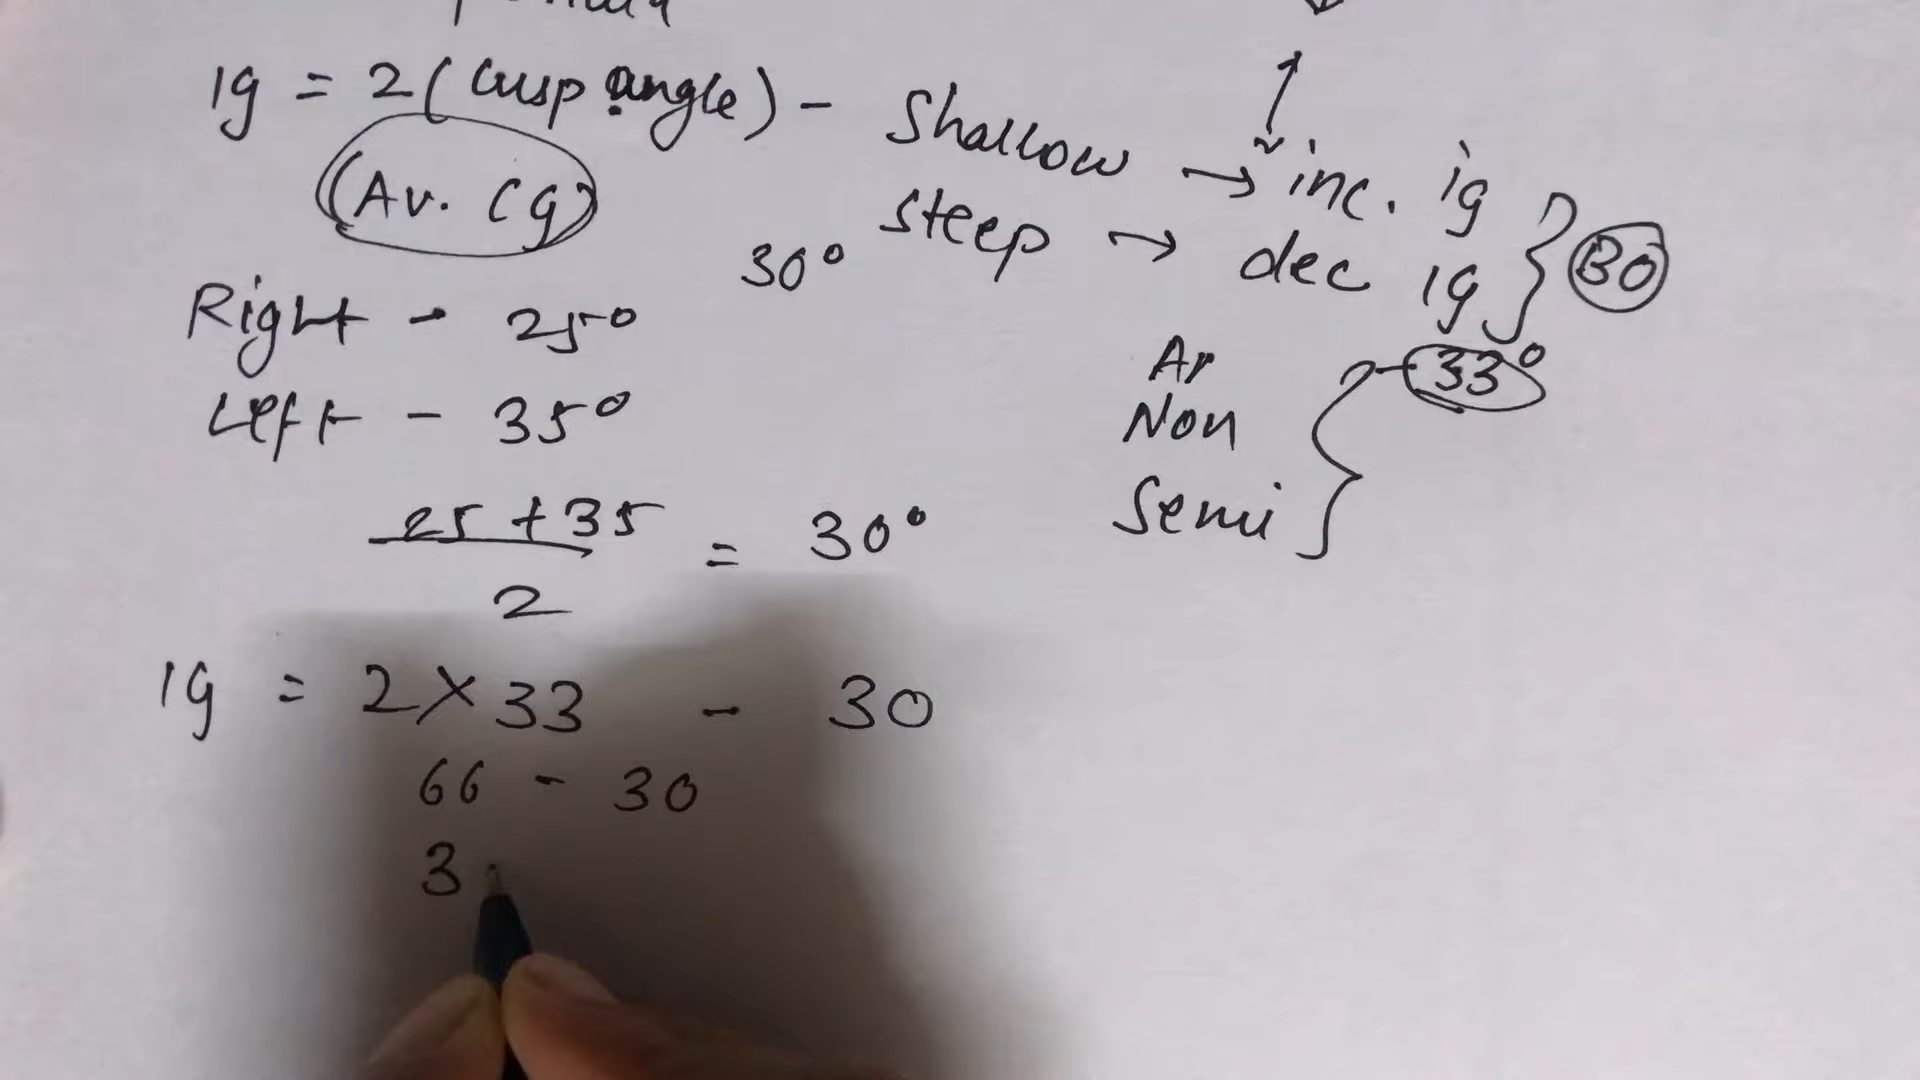 Ig = 2 (cusp angle) -
(Av. CG)
Shallow → inc. ig
Steep → dec Ig } 30
30°
Right - 25°
Left - 35°
Ar
Non
Semi } 33°
25 + 35
2
= 30°
Ig = 2 × 33 - 30
66 - 30
3